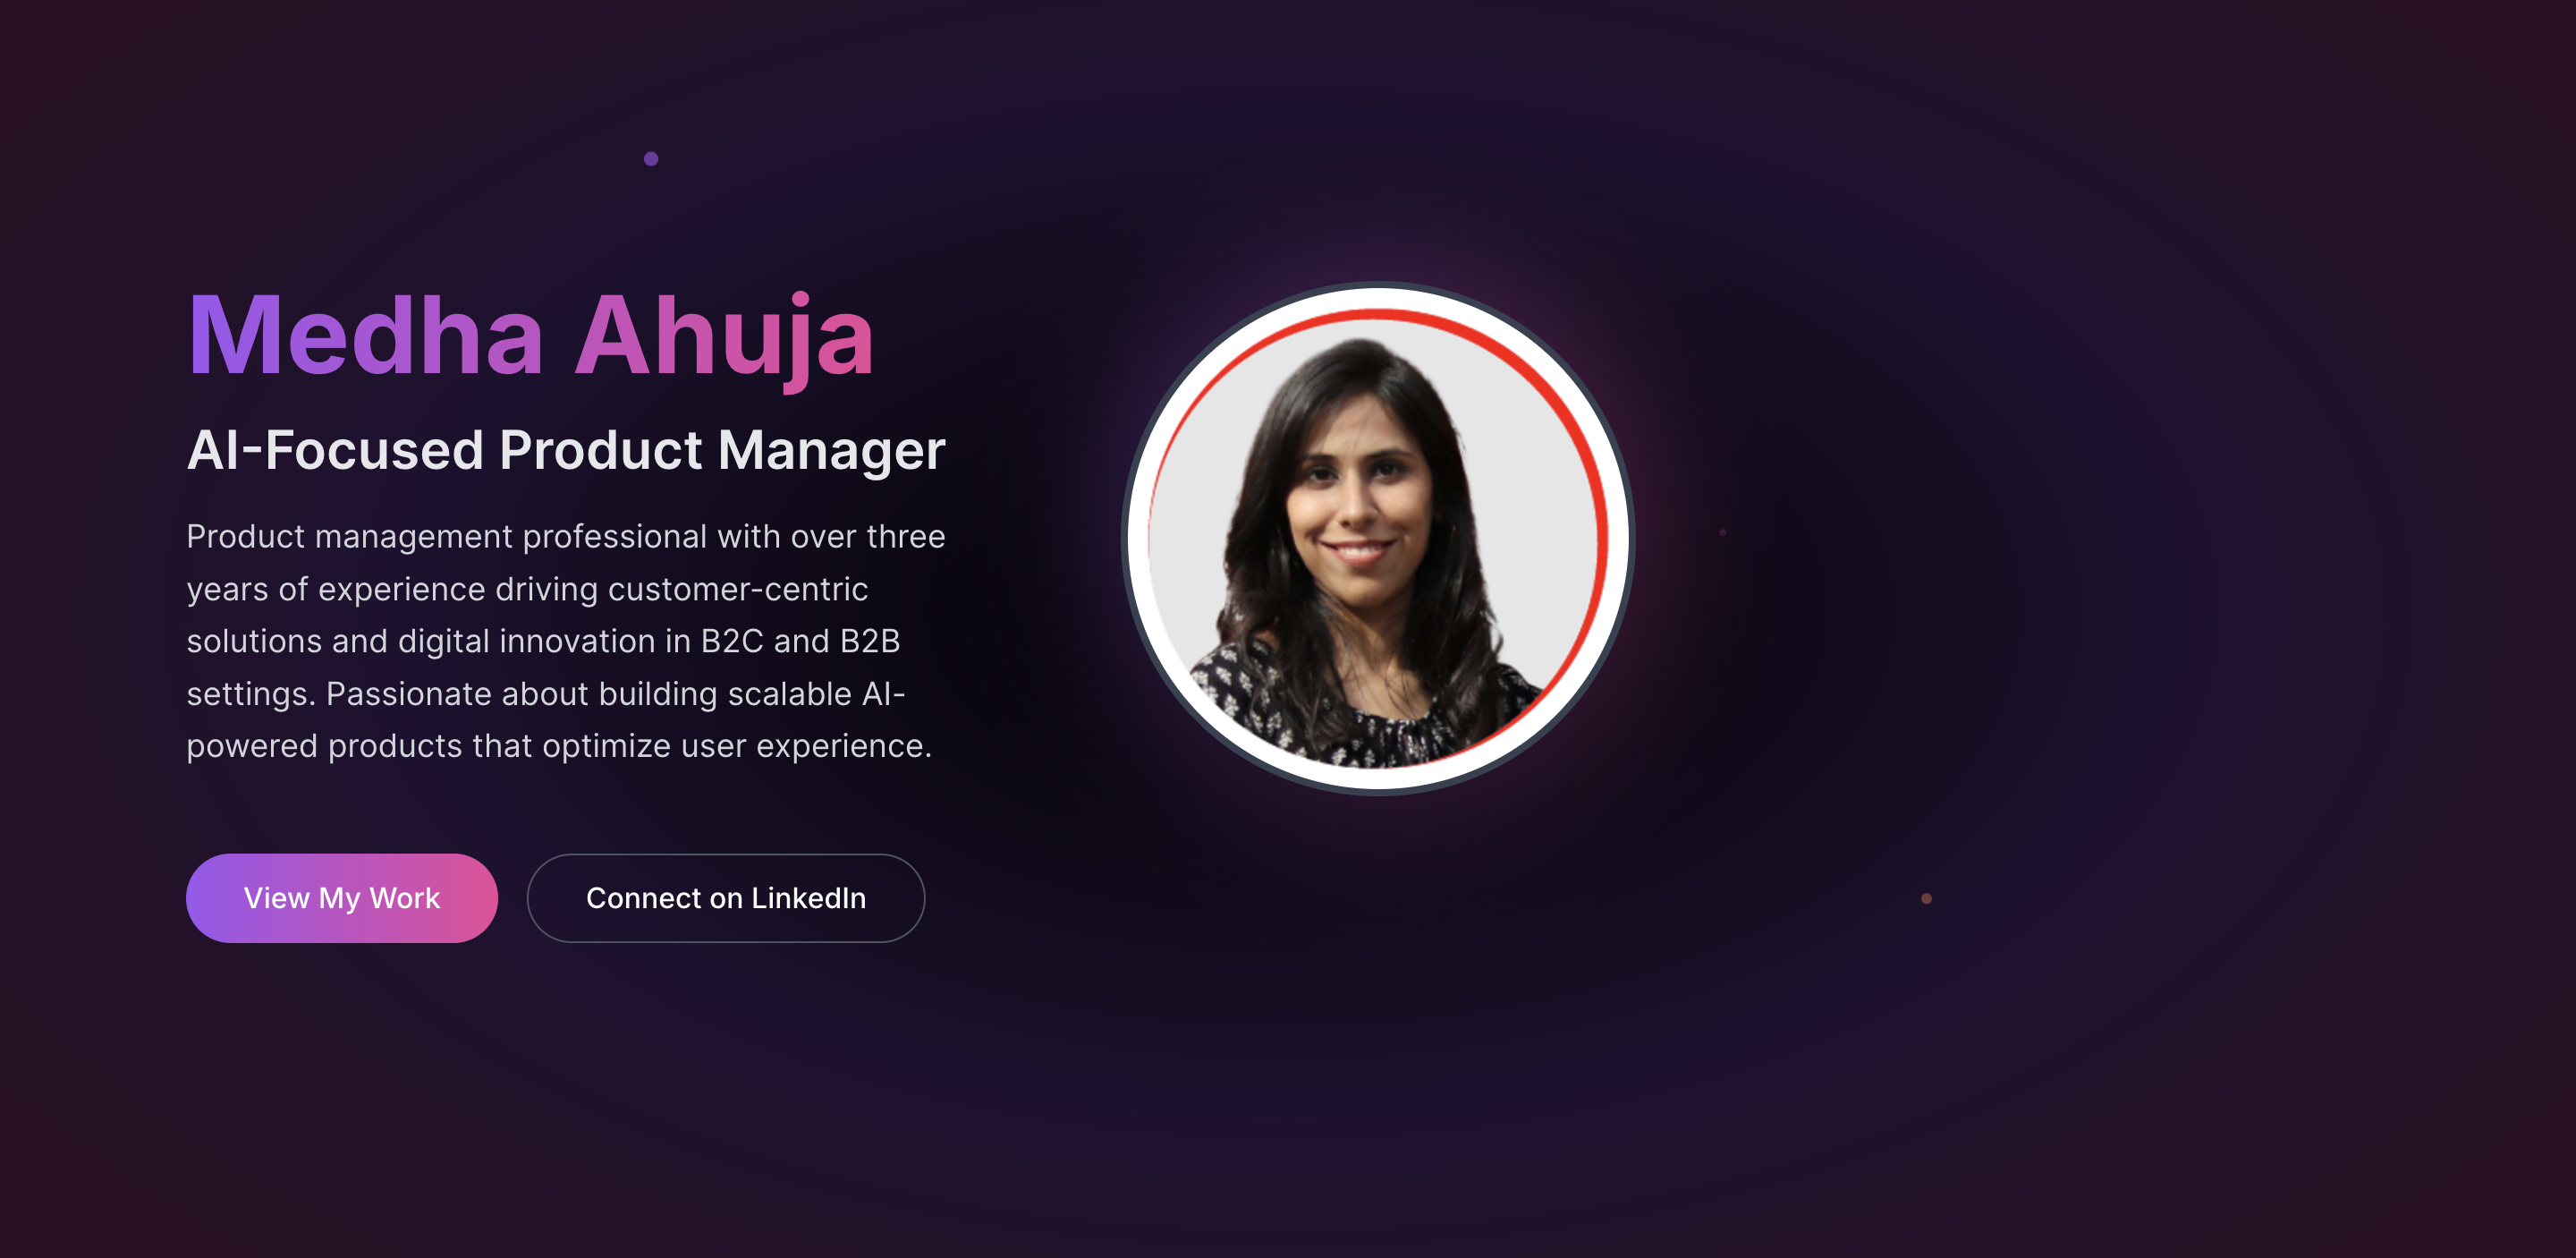 Medha Ahuja
AI-Focused Product Manager
Product management professional with over three
years of experience driving customer-centric
solutions and digital innovation in B2C and B2B
settings. Passionate about building scalable AI-
powered products that optimize user experience.
View My Work
Connect on LinkedIn